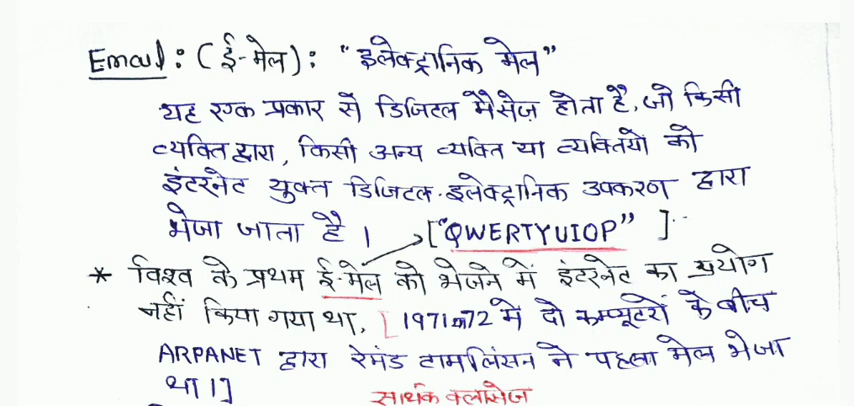 Email : (ई-मेल) : "इलेक्ट्रानिक मेल"
यह एक प्रकार से डिजिटल मैसेज़ होता है, जो किसी
व्यक्ति द्वारा, किसी अन्य व्यक्ति या व्यक्तियों को
इंटरनेट युक्त डिजिटल-इलेक्ट्रानिक उपकरण द्वारा
भेजा जाता है । → ["QWERTYUIOP" ]
* विश्व के प्रथम ई-मेल को भेजने में इंटरनेट का प्रयोग
नहीं किया गया था, [ 1971-72 में दो कम्प्यूटरों के बीच
ARPANET द्वारा रेमंड टामलिंसन ने पहला मेल भेजा
था ।]
सार्थक क्लासेज